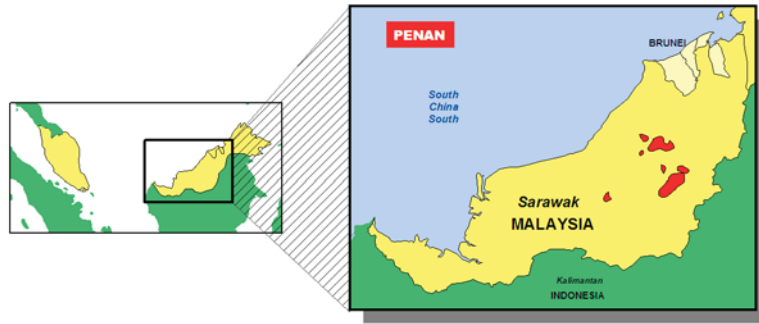 PENAN
BRUNEI
South
China
South
Sarawak
MALAYSIA
Kalimantan
INDONESIA